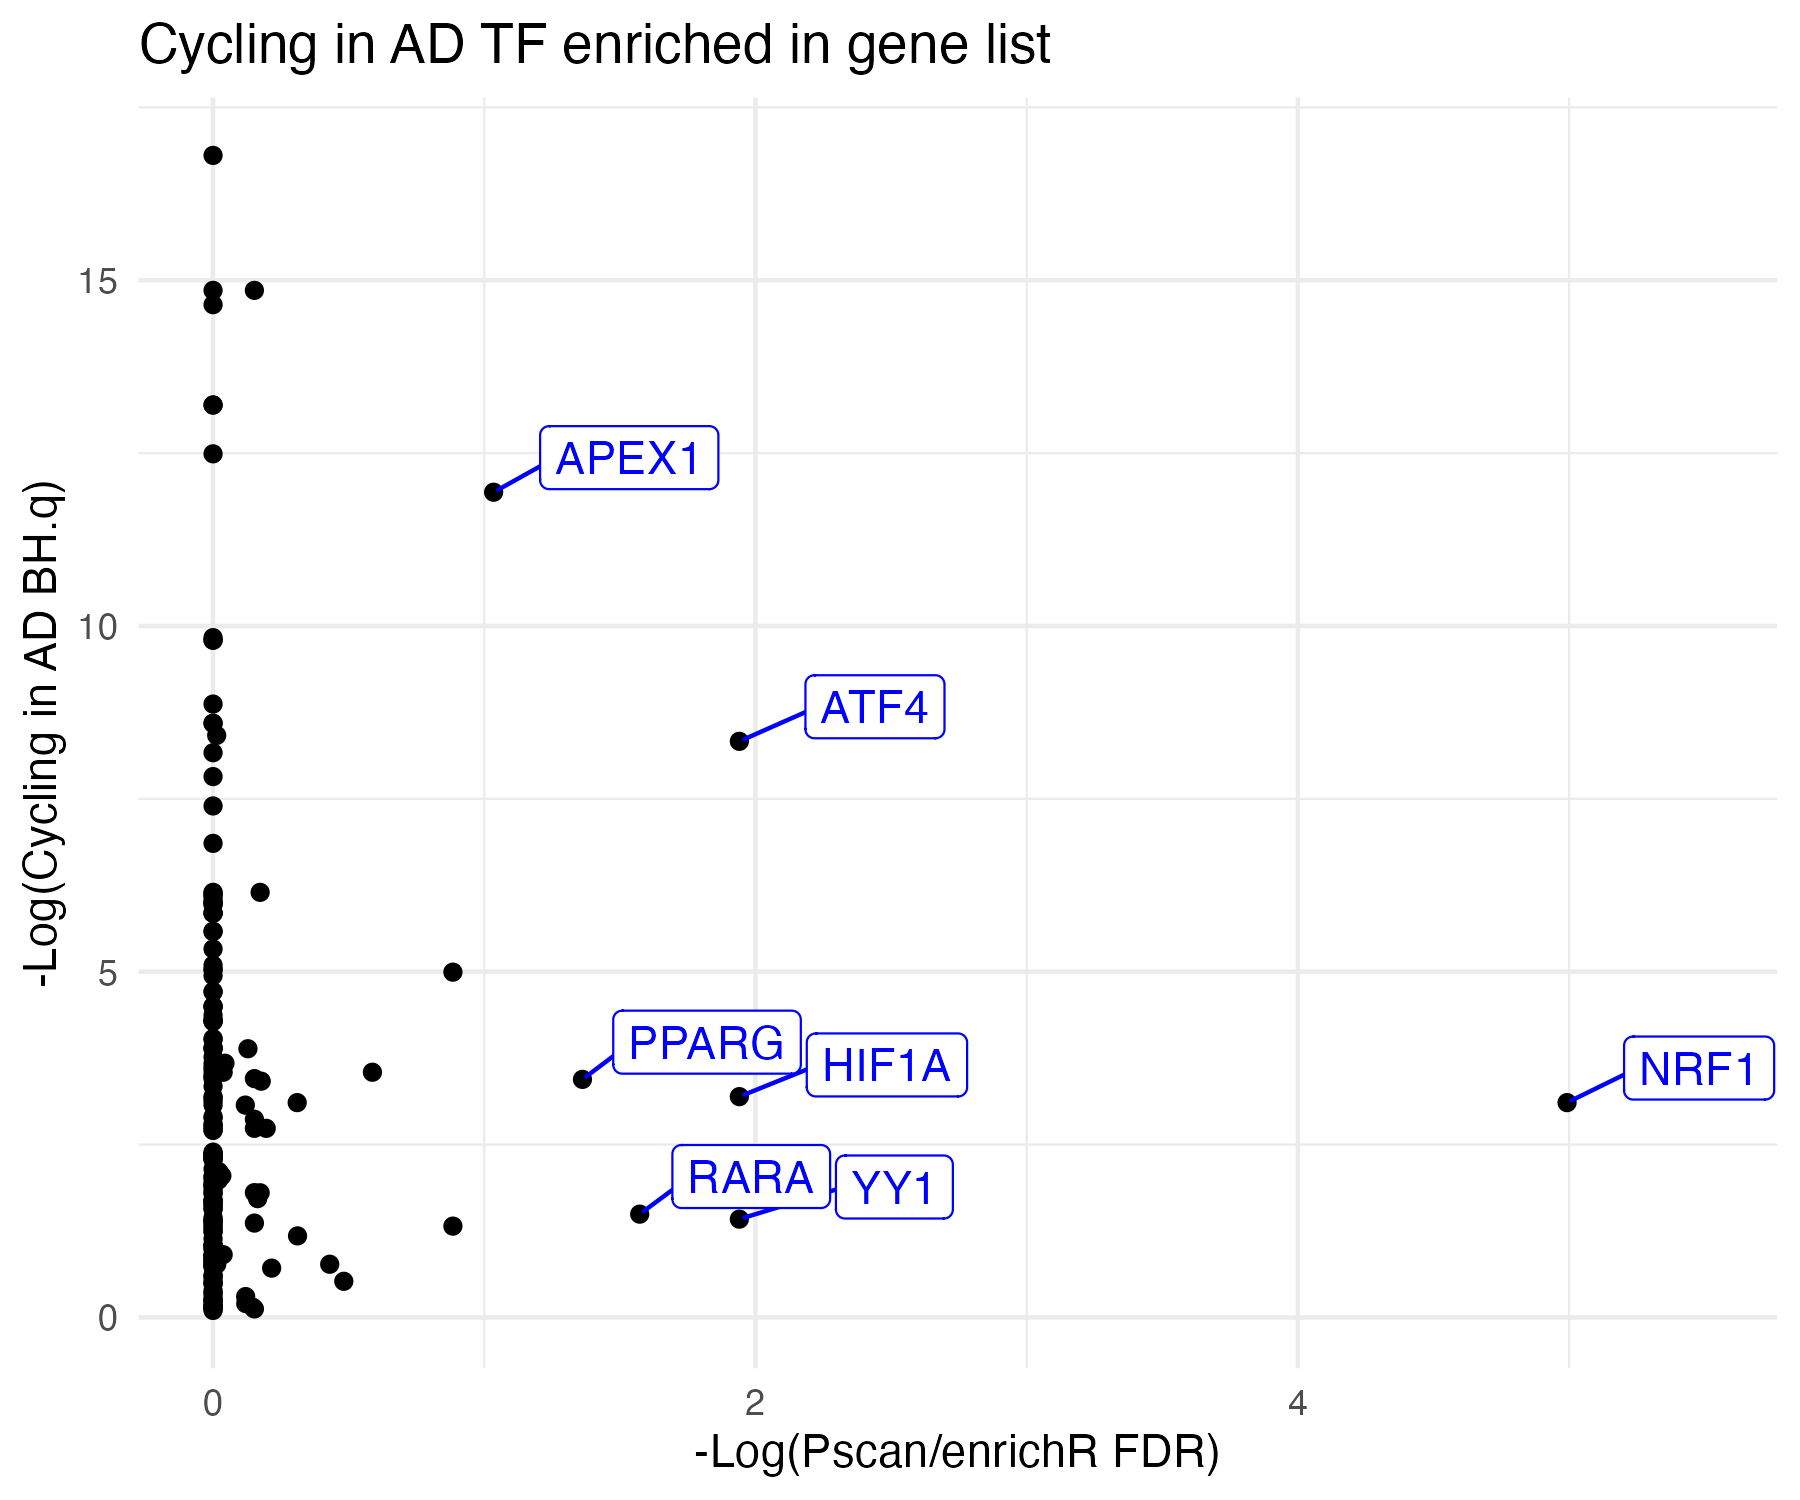 Cycling in AD TF enriched in gene list
-Log(Cycling in AD BH.q)
15
10
5
0
APEX1
ATF4
PPARG
HIF1A
NRF1
RARA
YY1
0
2
4
-Log(Pscan/enrichR FDR)